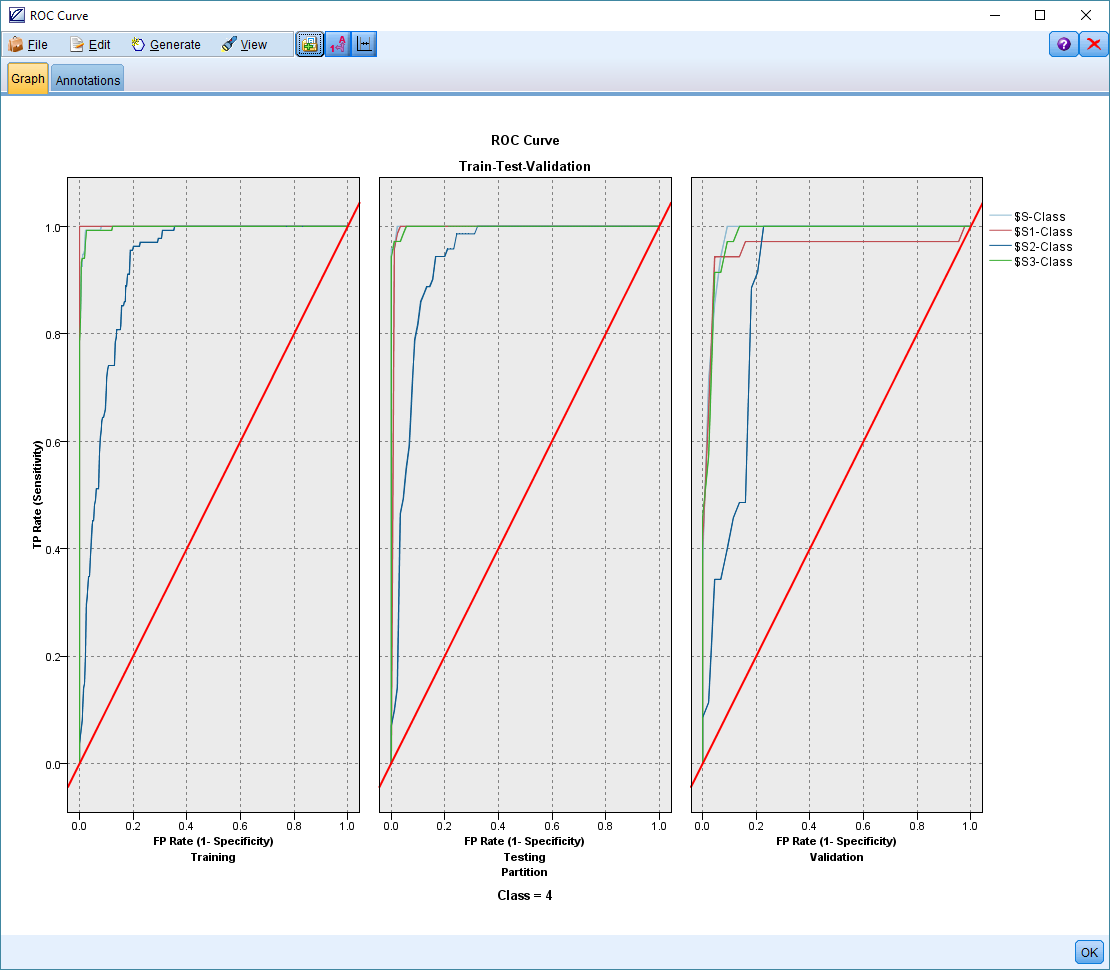 ROC Curve
File Edit Generate View
Graph Annotations
ROC Curve
Train-Test-Validation
$S-Class
$S1-Class
$S2-Class
$S3-Class
TP Rate (Sensitivity)
1.0
0.8
0.6
0.4
0.2
0.0
0.0 0.2 0.4 0.6 0.8 1.0 0.0 0.2 0.4 0.6 0.8 1.0 0.0 0.2 0.4 0.6 0.8 1.0
FP Rate (1- Specificity) FP Rate (1- Specificity) FP Rate (1- Specificity)
Training Testing Validation
Partition
Class = 4
OK